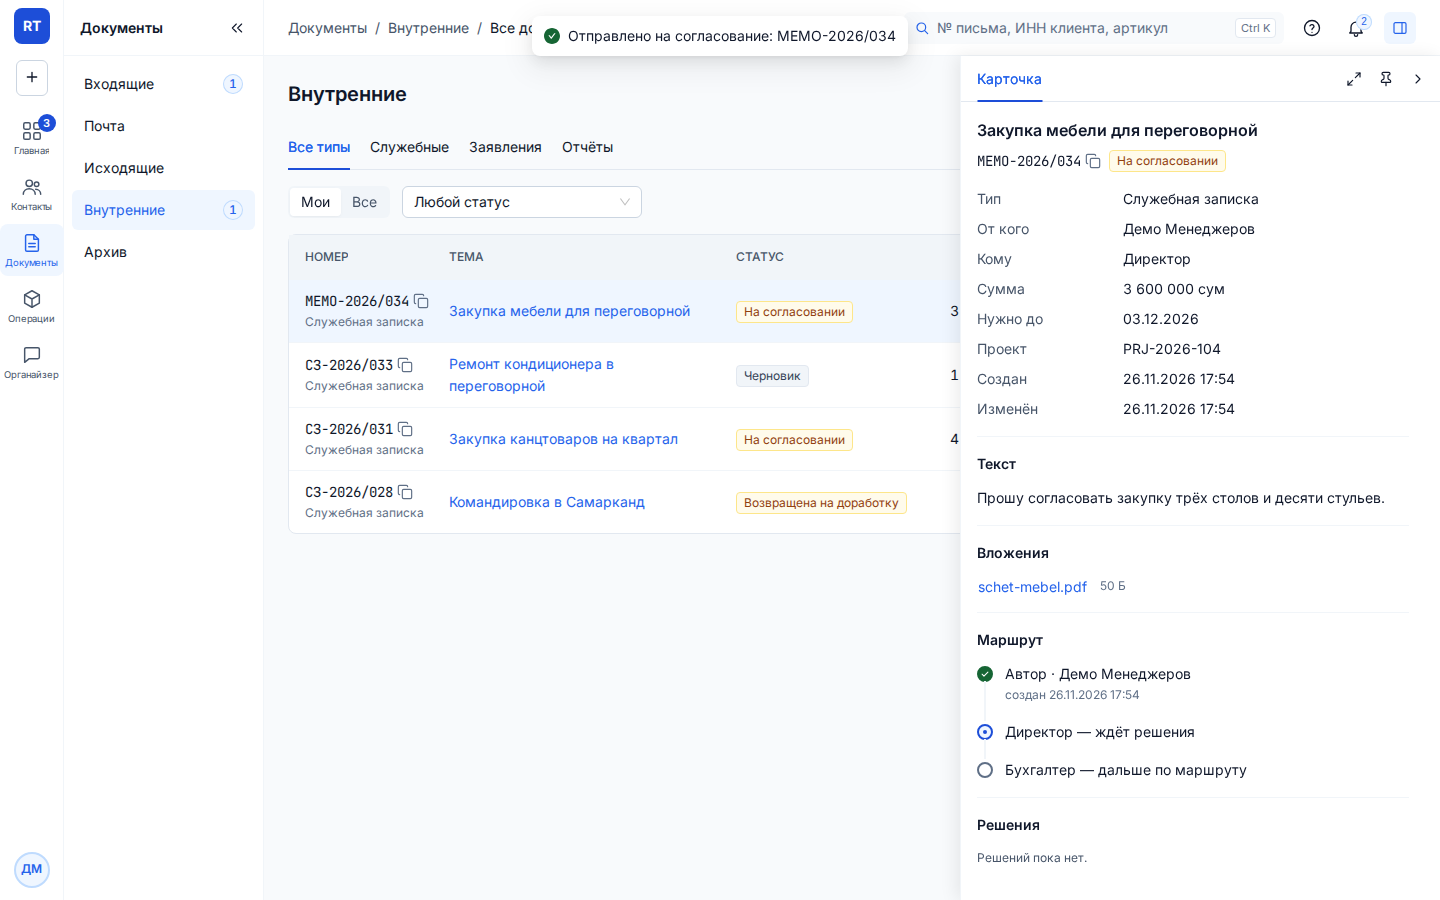 RT
Документы
Документы / Внутренние / Все до
Отправлено на согласование: MEMO-2026/034
№ письма, ИНН клиента, артикул
Ctrl K
2
3
Главная
Контакты
Документы
Операции
Органайзер
ДМ
Входящие
1
Почта
Исходящие
Внутренние
1
Архив
Внутренние
Все типы
Служебные
Заявления
Отчёты
Мои
Все
Любой статус
НОМЕР
ТЕМА
СТАТУС
MEMO-2026/034
Служебная записка
Закупка мебели для переговорной
На согласовании
3
СЗ-2026/033
Служебная записка
Ремонт кондиционера в
переговорной
Черновик
1
СЗ-2026/031
Служебная записка
Закупка канцтоваров на квартал
На согласовании
4
СЗ-2026/028
Служебная записка
Командировка в Самарканд
Возвращена на доработку
Карточка
Закупка мебели для переговорной
MEMO-2026/034
На согласовании
Тип
Служебная записка
От кого
Демо Менеджеров
Кому
Директор
Сумма
3 600 000 сум
Нужно до
03.12.2026
Проект
PRJ-2026-104
Создан
26.11.2026 17:54
Изменён
26.11.2026 17:54
Текст
Прошу согласовать закупку трёх столов и десяти стульев.
Вложения
schet-mebel.pdf
50 Б
Маршрут
Автор · Демо Менеджеров
создан 26.11.2026 17:54
Директор — ждёт решения
Бухгалтер — дальше по маршруту
Решения
Решений пока нет.